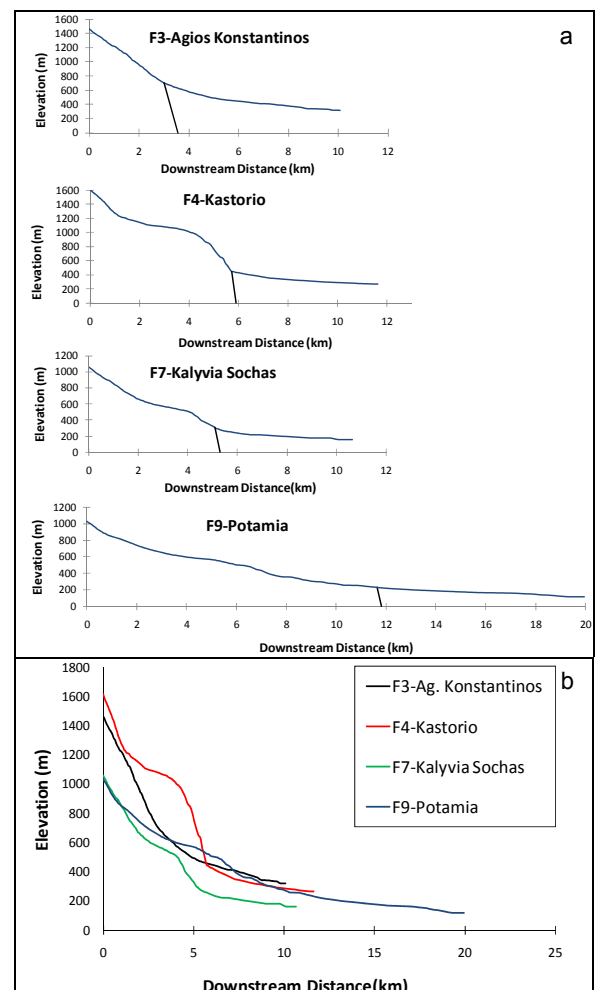 a
F3-Agios Konstantinos
Elevation (m)
1600
1400
1200
1000
800
600
400
200
0
0 2 4 6 8 10 12
Downstream Distance (km)
F4-Kastorio
Elevation (m)
1600
1400
1200
1000
800
600
400
200
0
0 2 4 6 8 10 12
Downstream Distance (km)
F7-Kalyvia Sochas
Elevation (m)
1200
1000
800
600
400
200
0
0 2 4 6 8 10 12
Downstream Distance(km)
F9-Potamia
Elevation (m)
1200
1000
800
600
400
200
0
0 2 4 6 8 10 12 14 16 18 20
Downstream Distance (km)
b
F3-Ag. Konstantinos
F4-Kastorio
F7-Kalyvia Sochas
F9-Potamia
Elevation (m)
1800
1600
1400
1200
1000
800
600
400
200
0
0 5 10 15 20 25
Downstream Distance(km)